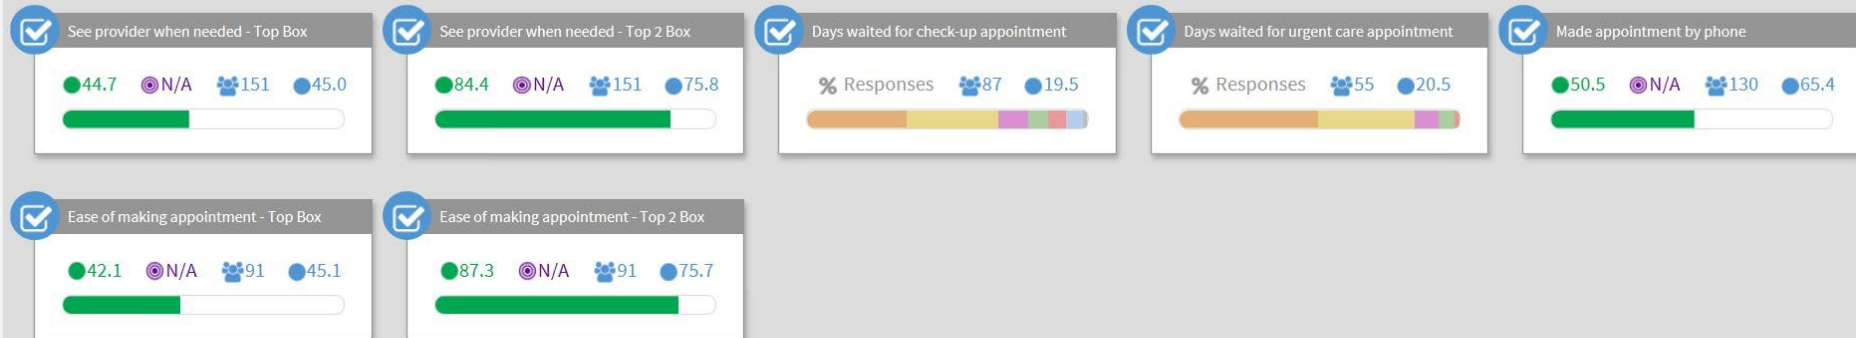 See provider when needed - Top Box
44.7 N/A 151 45.0
See provider when needed - Top 2 Box
84.4 N/A 151 75.8
Days waited for check-up appointment
% Responses 87 19.5
Days waited for urgent care appointment
% Responses 55 20.5
Made appointment by phone
50.5 N/A 130 65.4
Ease of making appointment - Top Box
42.1 N/A 91 45.1
Ease of making appointment - Top 2 Box
87.3 N/A 91 75.7